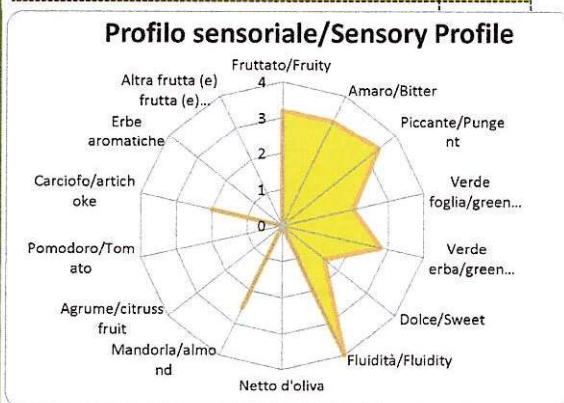 Profilo sensoriale/Sensory Profile
Fruttato/Fruity
Altra frutta (e)
frutta (e)...
Amaro/Bitter
Erbe
aromatiche
Piccante/Punge
nt
Carciofo/artich
oke
Verde
foglia/green...
Pomodoro/Tom
ato
Verde
erba/green...
Agrume/citruss
fruit
Dolce/Sweet
Mandorla/almo
nd
Fluidità/Fluidity
Netto d'oliva
4
3
2
1
0